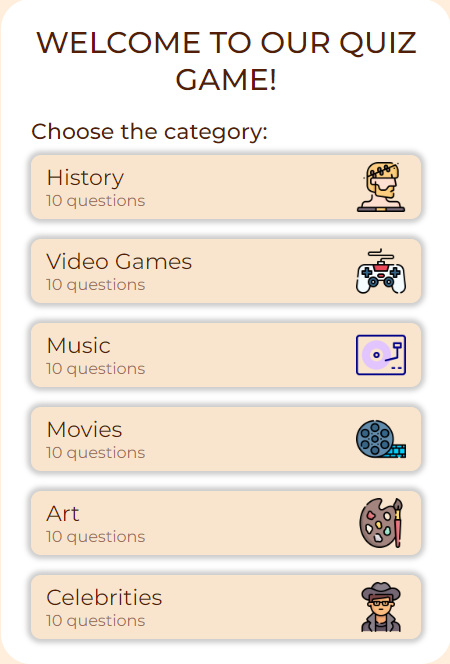 WELCOME TO OUR QUIZ
GAME!
Choose the category:
History
10 questions
Video Games
10 questions
Music
10 questions
Movies
10 questions
Art
10 questions
Celebrities
10 questions